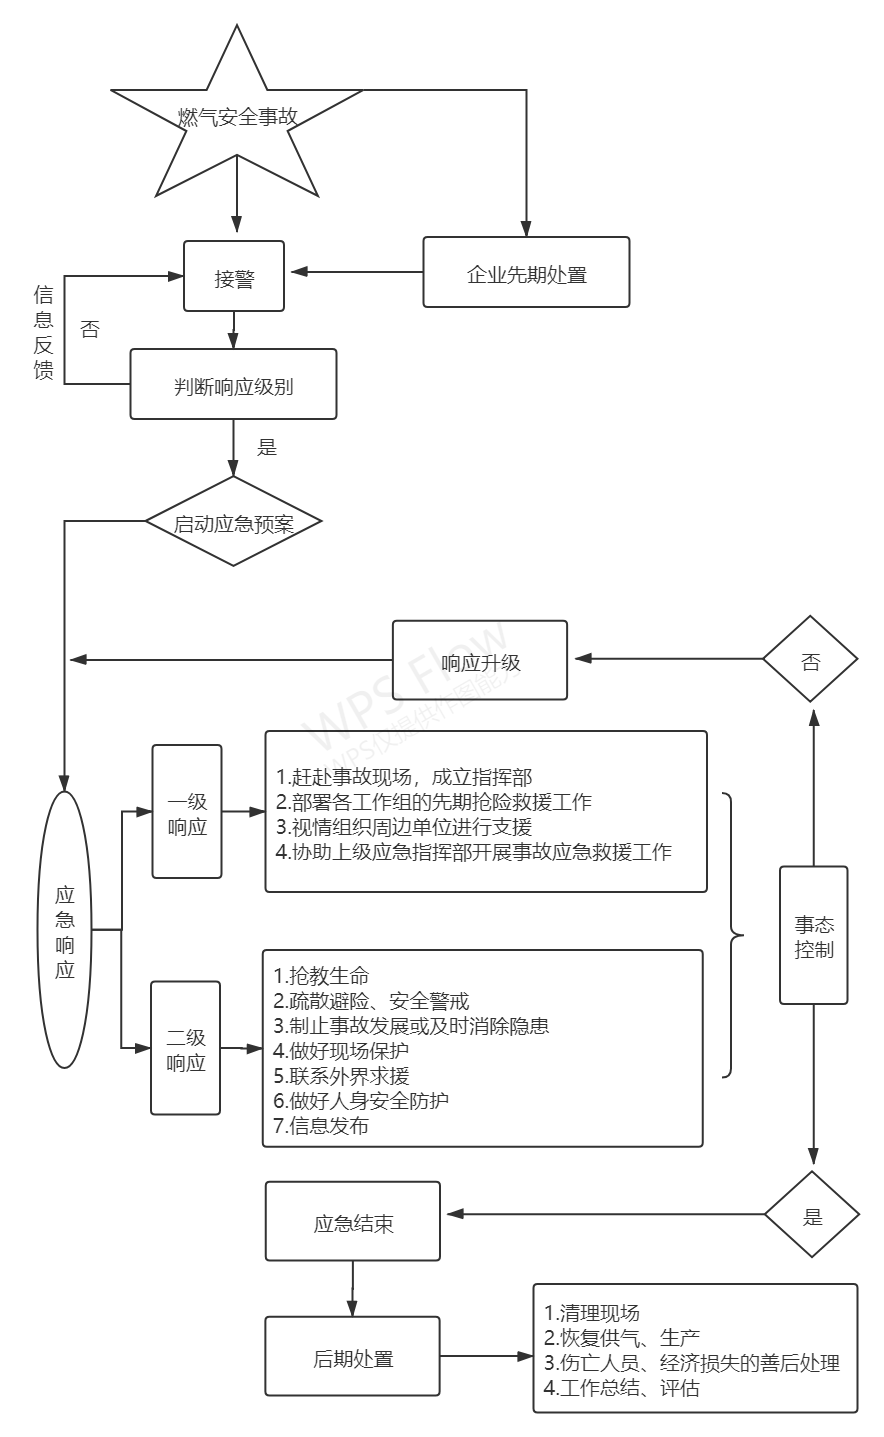 燃气安全事故
接警
企业先期处置
信息反馈
否
判断响应级别
是
启动应急预案
响应升级
否
WPS Flow
WPS仅提供作图能力
一级
响应
1.赶赴事故现场，成立指挥部
2.部署各工作组的先期抢险救援工作
3.视情组织周边单位进行支援
4.协助上级应急指挥部开展事故应急救援工作
应急响应
事态
控制
二级
响应
1.抢教生命
2.疏散避险、安全警戒
3.制止事故发展或及时消除隐患
4.做好现场保护
5.联系外界求援
6.做好人身安全防护
7.信息发布
应急结束
是
后期处置
1.清理现场
2.恢复供气、生产
3.伤亡人员、经济损失的善后处理
4.工作总结、评估